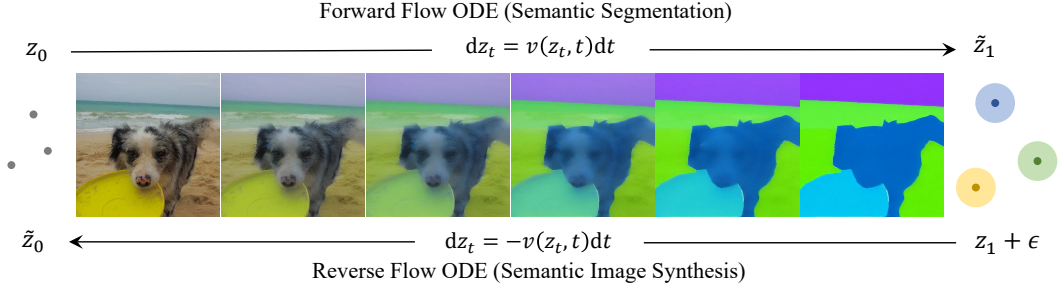 Forward Flow ODE (Semantic Segmentation)
z₀ dz_t = v(z_t, t)dt z̃₁
z̃₀ dz_t = −v(z_t, t)dt z₁ + ϵ
Reverse Flow ODE (Semantic Image Synthesis)